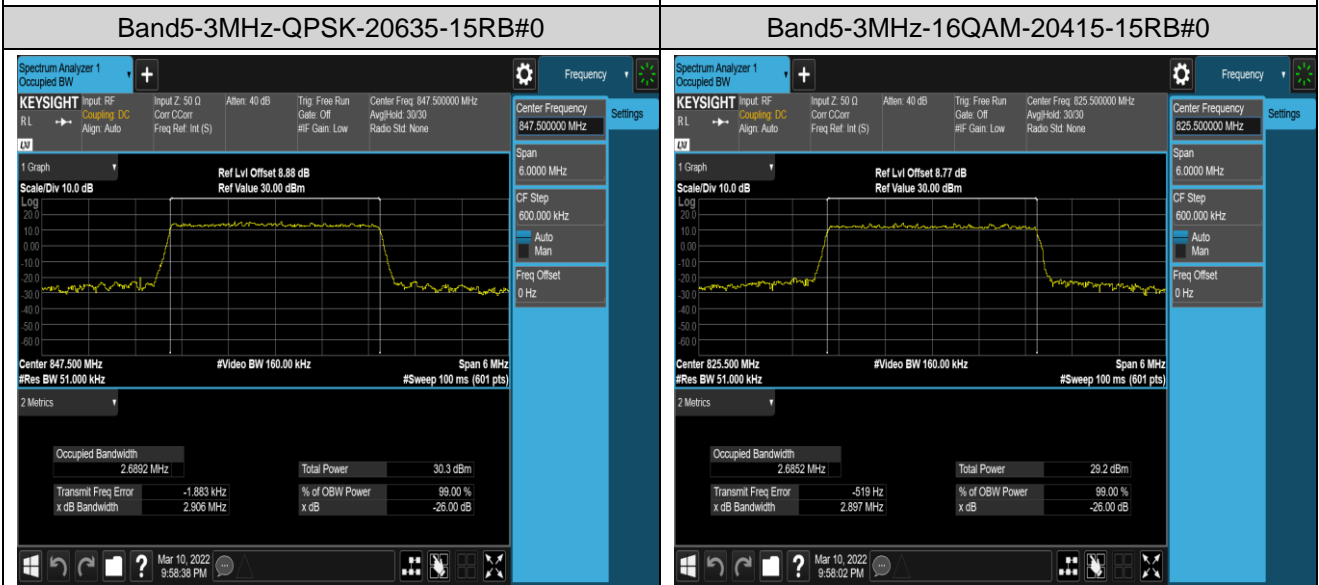 Band5-3MHz-QPSK-20635-15RB#0
Spectrum Analyzer 1
Occupied BW
+
Frequency
KEYSIGHT
RL
LXI
Input: RF
Coupling: DC
Align: Auto
Input Z: 50 Ω
Corr CCorr
Freq Ref: Int (S)
Atten: 40 dB
Trig: Free Run
Gate: Off
#IF Gain: Low
Center Freq: 847.500000 MHz
Avg|Hold: 30/30
Radio Std: None
Center Frequency
847.500000 MHz
Settings
Span
6.0000 MHz
CF Step
600.000 kHz
Auto
Man
Freq Offset
0 Hz
1 Graph
Scale/Div 10.0 dB
Ref Lvl Offset 8.88 dB
Ref Value 30.00 dBm
Log
20.0
10.0
0.00
-10.0
-20.0
-30.0
-40.0
-50.0
-60.0
Center 847.500 MHz
#Video BW 160.00 kHz
Span 6 MHz
#Res BW 51.000 kHz
#Sweep 100 ms (601 pts)
2 Metrics
Occupied Bandwidth
2.6892 MHz
Total Power 30.3 dBm
Transmit Freq Error -1.883 kHz
% of OBW Power 99.00 %
x dB Bandwidth 2.906 MHz
x dB -26.00 dB
?
Mar 10, 2022
9:58:38 PM
Band5-3MHz-16QAM-20415-15RB#0
Spectrum Analyzer 1
Occupied BW
+
Frequency
KEYSIGHT
RL
LXI
Input: RF
Coupling: DC
Align: Auto
Input Z: 50 Ω
Corr CCorr
Freq Ref: Int (S)
Atten: 40 dB
Trig: Free Run
Gate: Off
#IF Gain: Low
Center Freq: 825.500000 MHz
Avg|Hold: 30/30
Radio Std: None
Center Frequency
825.500000 MHz
Settings
Span
6.0000 MHz
CF Step
600.000 kHz
Auto
Man
Freq Offset
0 Hz
1 Graph
Scale/Div 10.0 dB
Ref Lvl Offset 8.77 dB
Ref Value 30.00 dBm
Log
20.0
10.0
0.00
-10.0
-20.0
-30.0
-40.0
-50.0
-60.0
Center 825.500 MHz
#Video BW 160.00 kHz
Span 6 MHz
#Res BW 51.000 kHz
#Sweep 100 ms (601 pts)
2 Metrics
Occupied Bandwidth
2.6852 MHz
Total Power 29.2 dBm
Transmit Freq Error -519 Hz
% of OBW Power 99.00 %
x dB Bandwidth 2.897 MHz
x dB -26.00 dB
?
Mar 10, 2022
9:58:02 PM